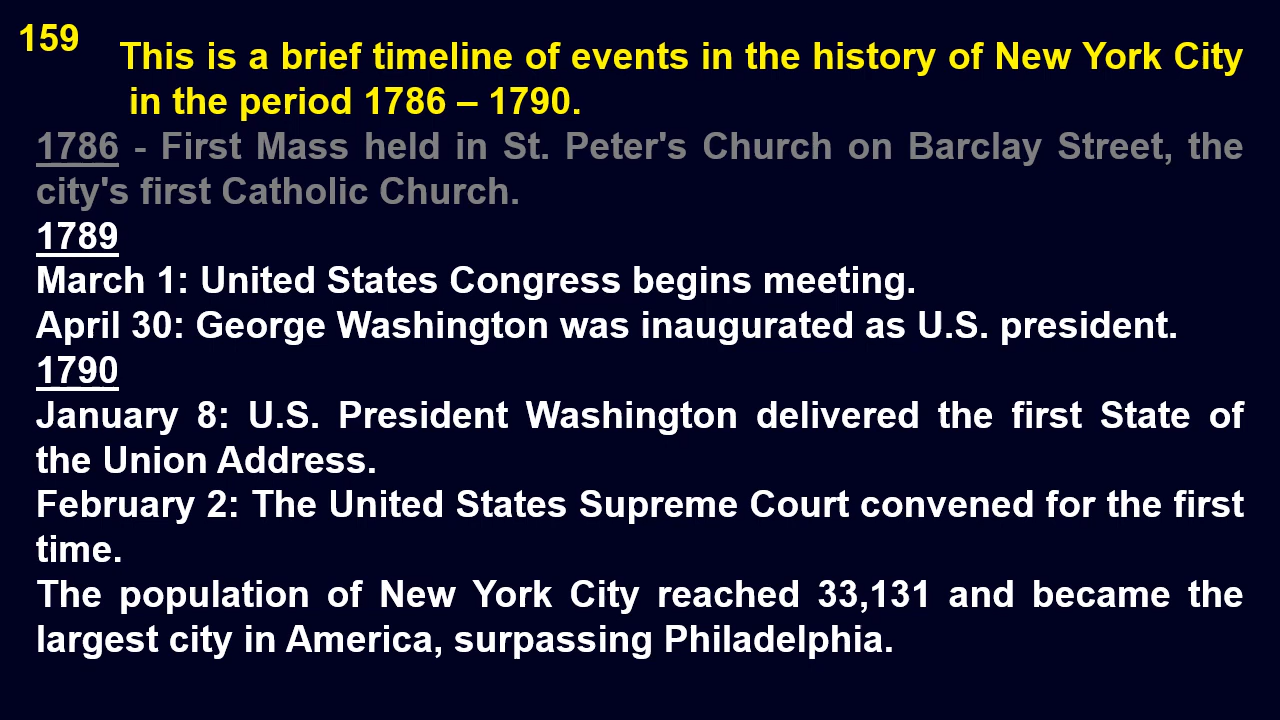 159
This is a brief timeline of events in the history of New York City
in the period 1786 – 1790.
1786 - First Mass held in St. Peter's Church on Barclay Street, the
city's first Catholic Church.
1789
March 1: United States Congress begins meeting.
April 30: George Washington was inaugurated as U.S. president.
1790
January 8: U.S. President Washington delivered the first State of
the Union Address.
February 2: The United States Supreme Court convened for the first
time.
The population of New York City reached 33,131 and became the
largest city in America, surpassing Philadelphia.